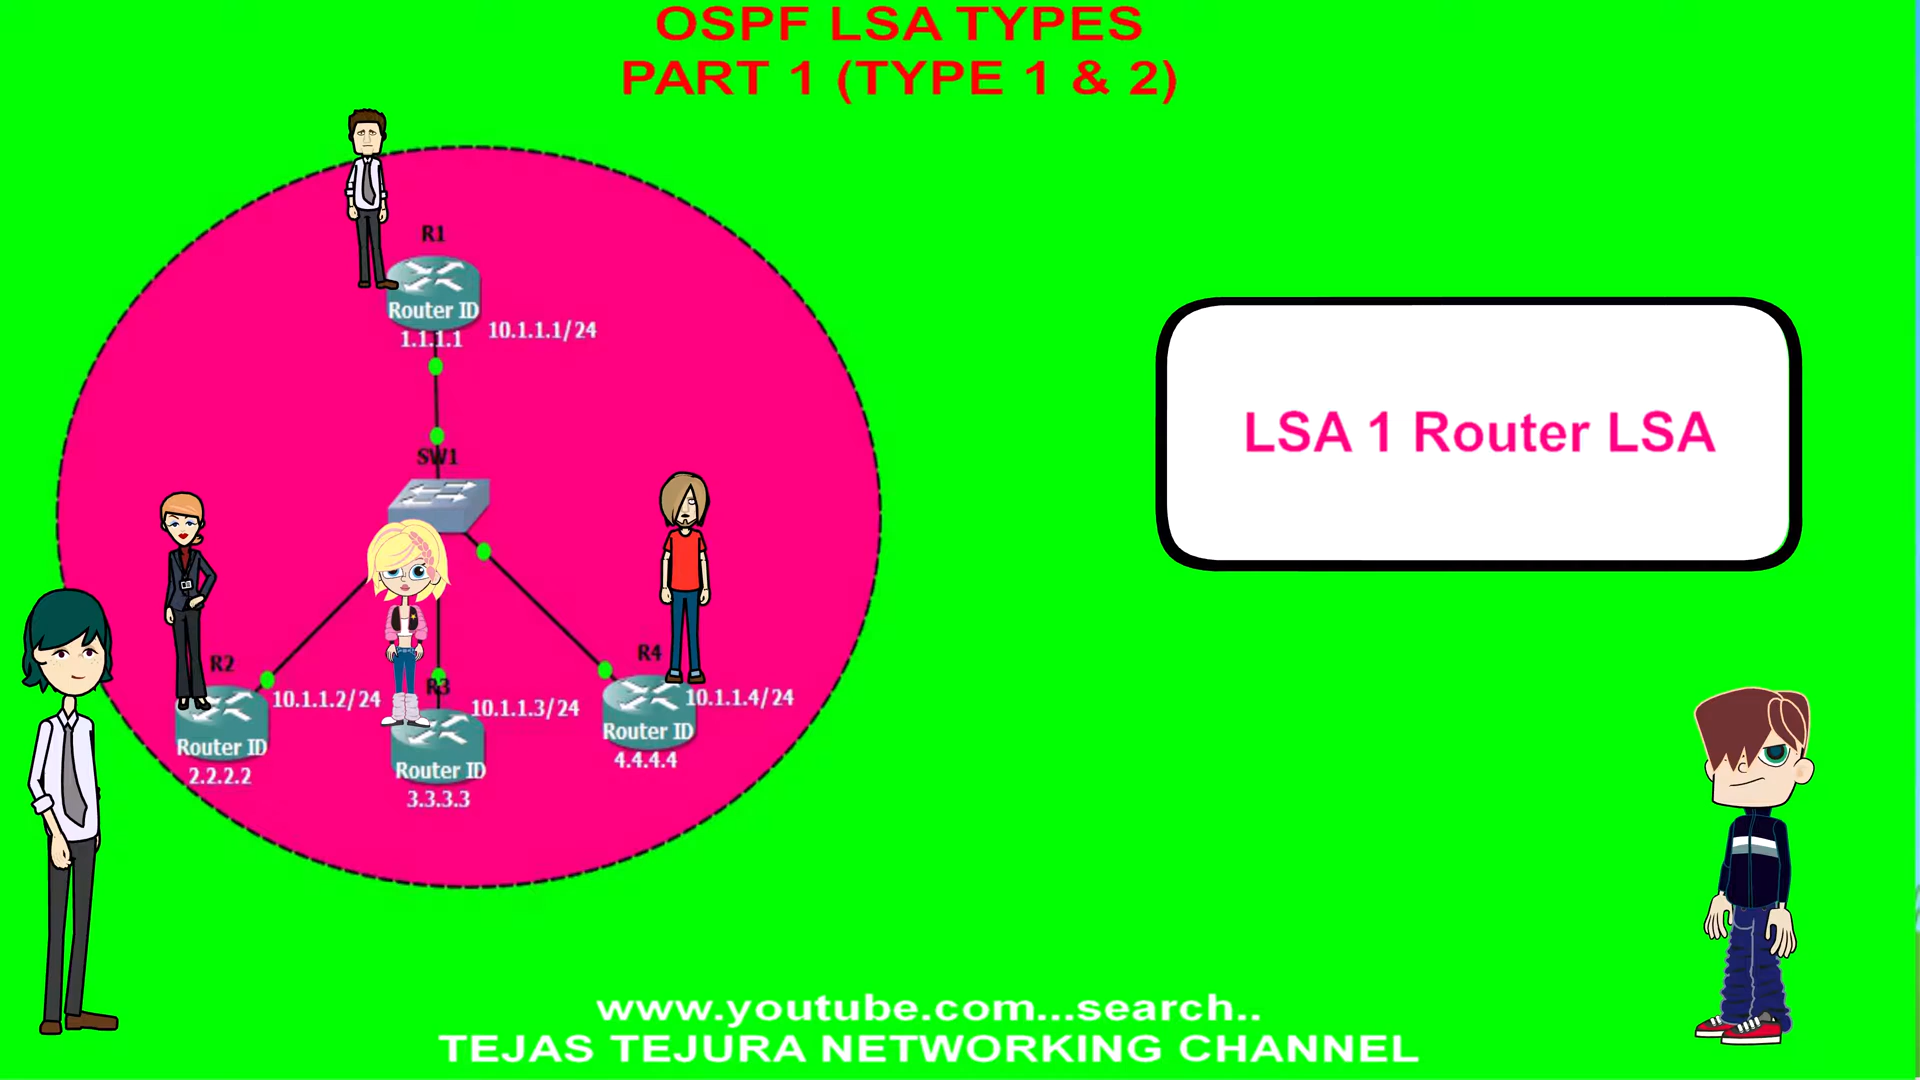 OSPF LSA TYPES
PART 1 (TYPE 1 & 2)
R1
Router ID
1.1.1.1
10.1.1.1/24
SW1
LSA 1 Router LSA
R2
Router ID
2.2.2.2
10.1.1.2/24
R3
Router ID
3.3.3.3
10.1.1.3/24
R4
Router ID
4.4.4.4
10.1.1.4/24
www.youtube.com...search..
TEJAS TEJURA NETWORKING CHANNEL